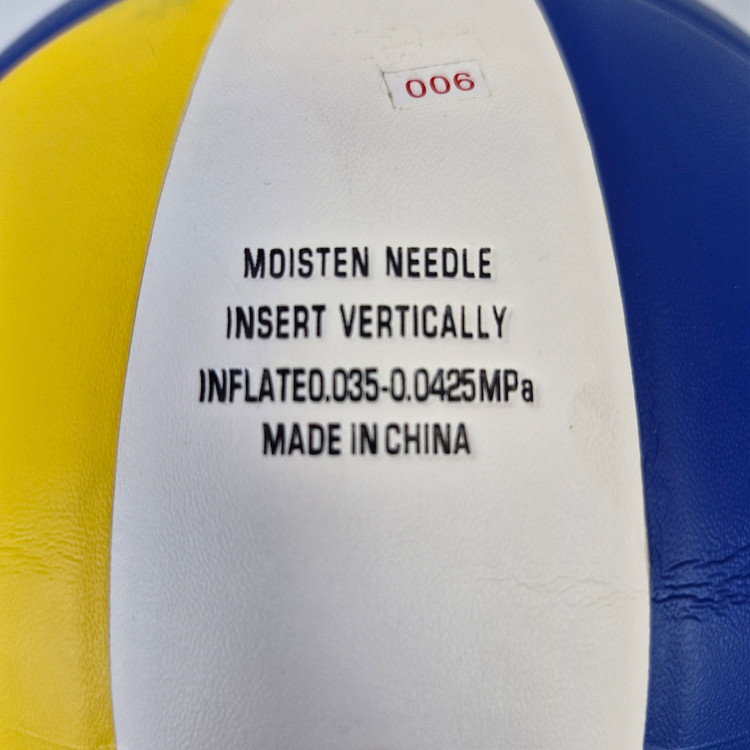 006
MOISTEN NEEDLE
INSERT VERTICALLY
INFLATE0.035-0.0425MPa
MADE IN CHINA